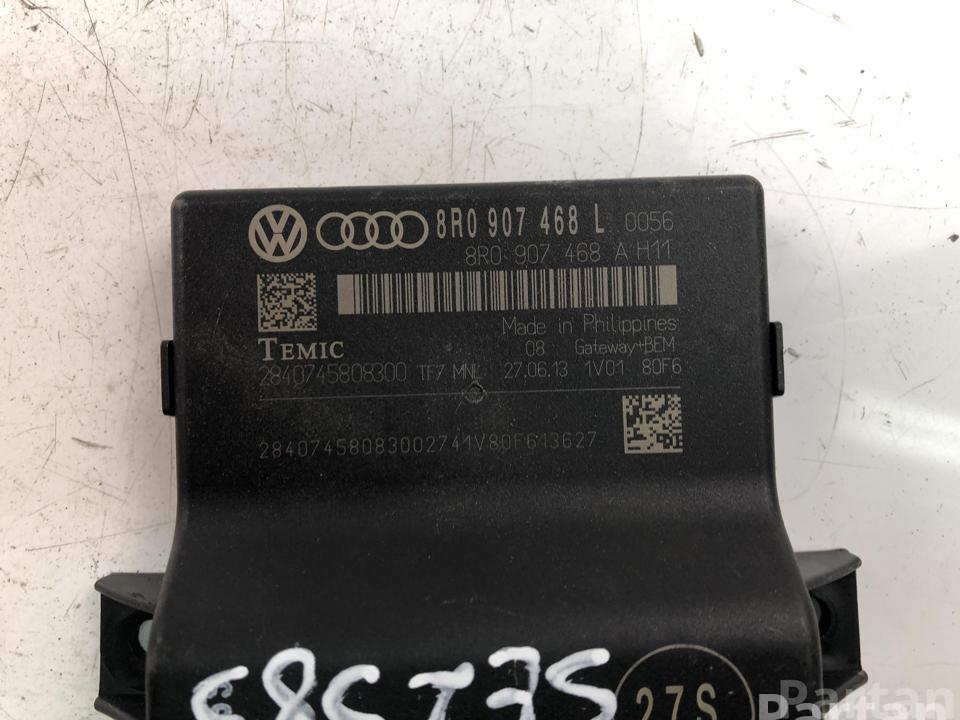 8R0 907 468 L 0056
8R0 907 468 A H11
Made in Philippines
TEMIC 08 Gateway+BEM
2840745808300 TF7 MNL 27.06.13 1V01 80F6
28407458083002741V80F613627
27S
Partan